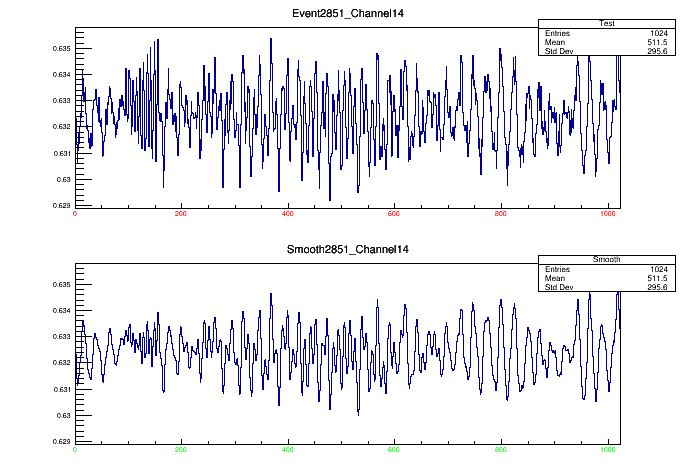 Event2851_Channel14
Test
Entries 1024
Mean 511.5
Std Dev 295.6
0.635
0.634
0.633
0.632
0.631
0.63
0.629
0 200 400 600 800 1000
Smooth2851_Channel14
Smooth
Entries 1024
Mean 511.5
Std Dev 295.6
0.635
0.634
0.633
0.632
0.631
0.63
0.629
0 200 400 600 800 1000